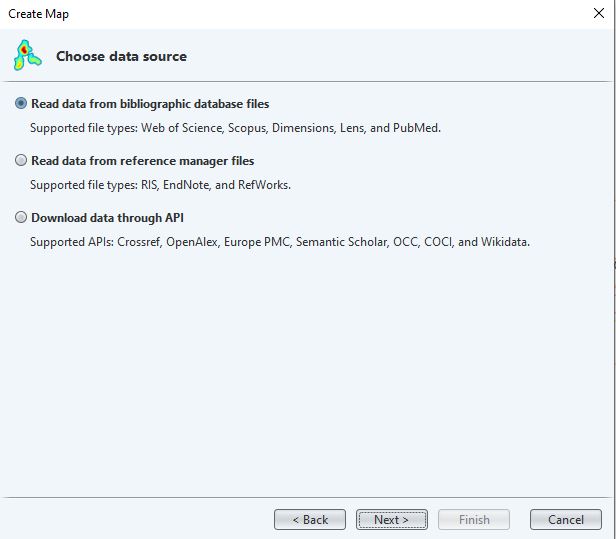 Create Map
Choose data source
Read data from bibliographic database files
Supported file types: Web of Science, Scopus, Dimensions, Lens, and PubMed.
Read data from reference manager files
Supported file types: RIS, EndNote, and RefWorks.
Download data through API
Supported APIs: Crossref, OpenAlex, Europe PMC, Semantic Scholar, OCC, COCI, and Wikidata.
< Back Next > Finish Cancel